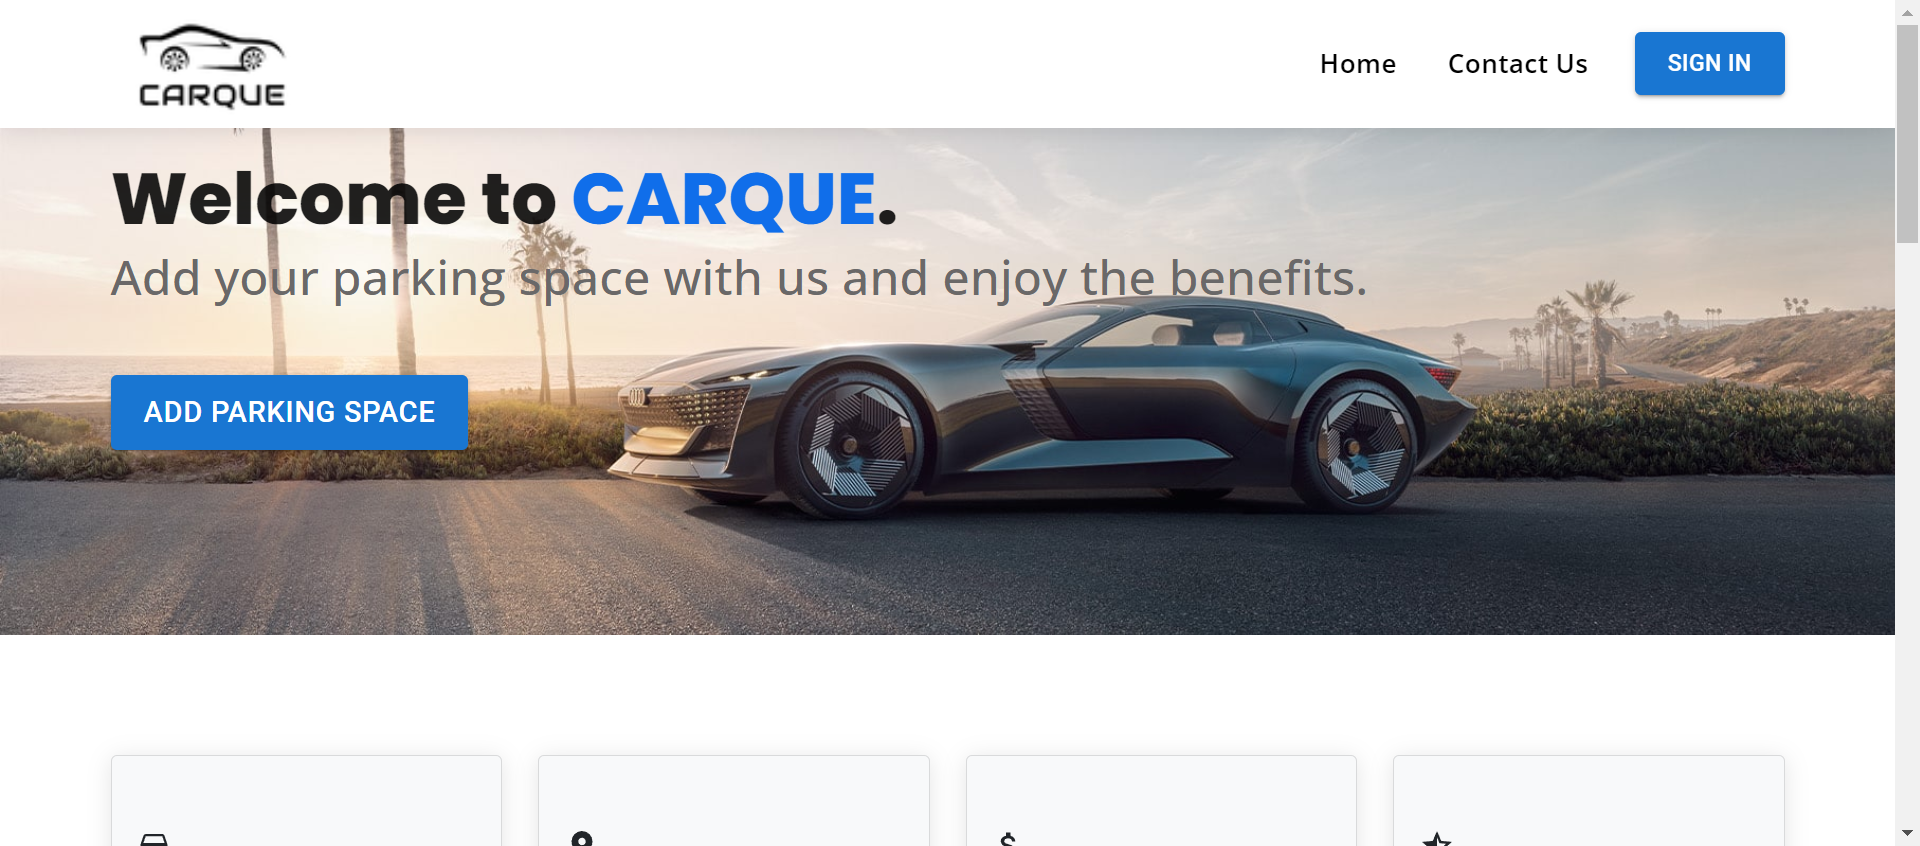 CARQUE
Home
Contact Us
SIGN IN
Welcome to CARQUE.
Add your parking space with us and enjoy the benefits.
ADD PARKING SPACE